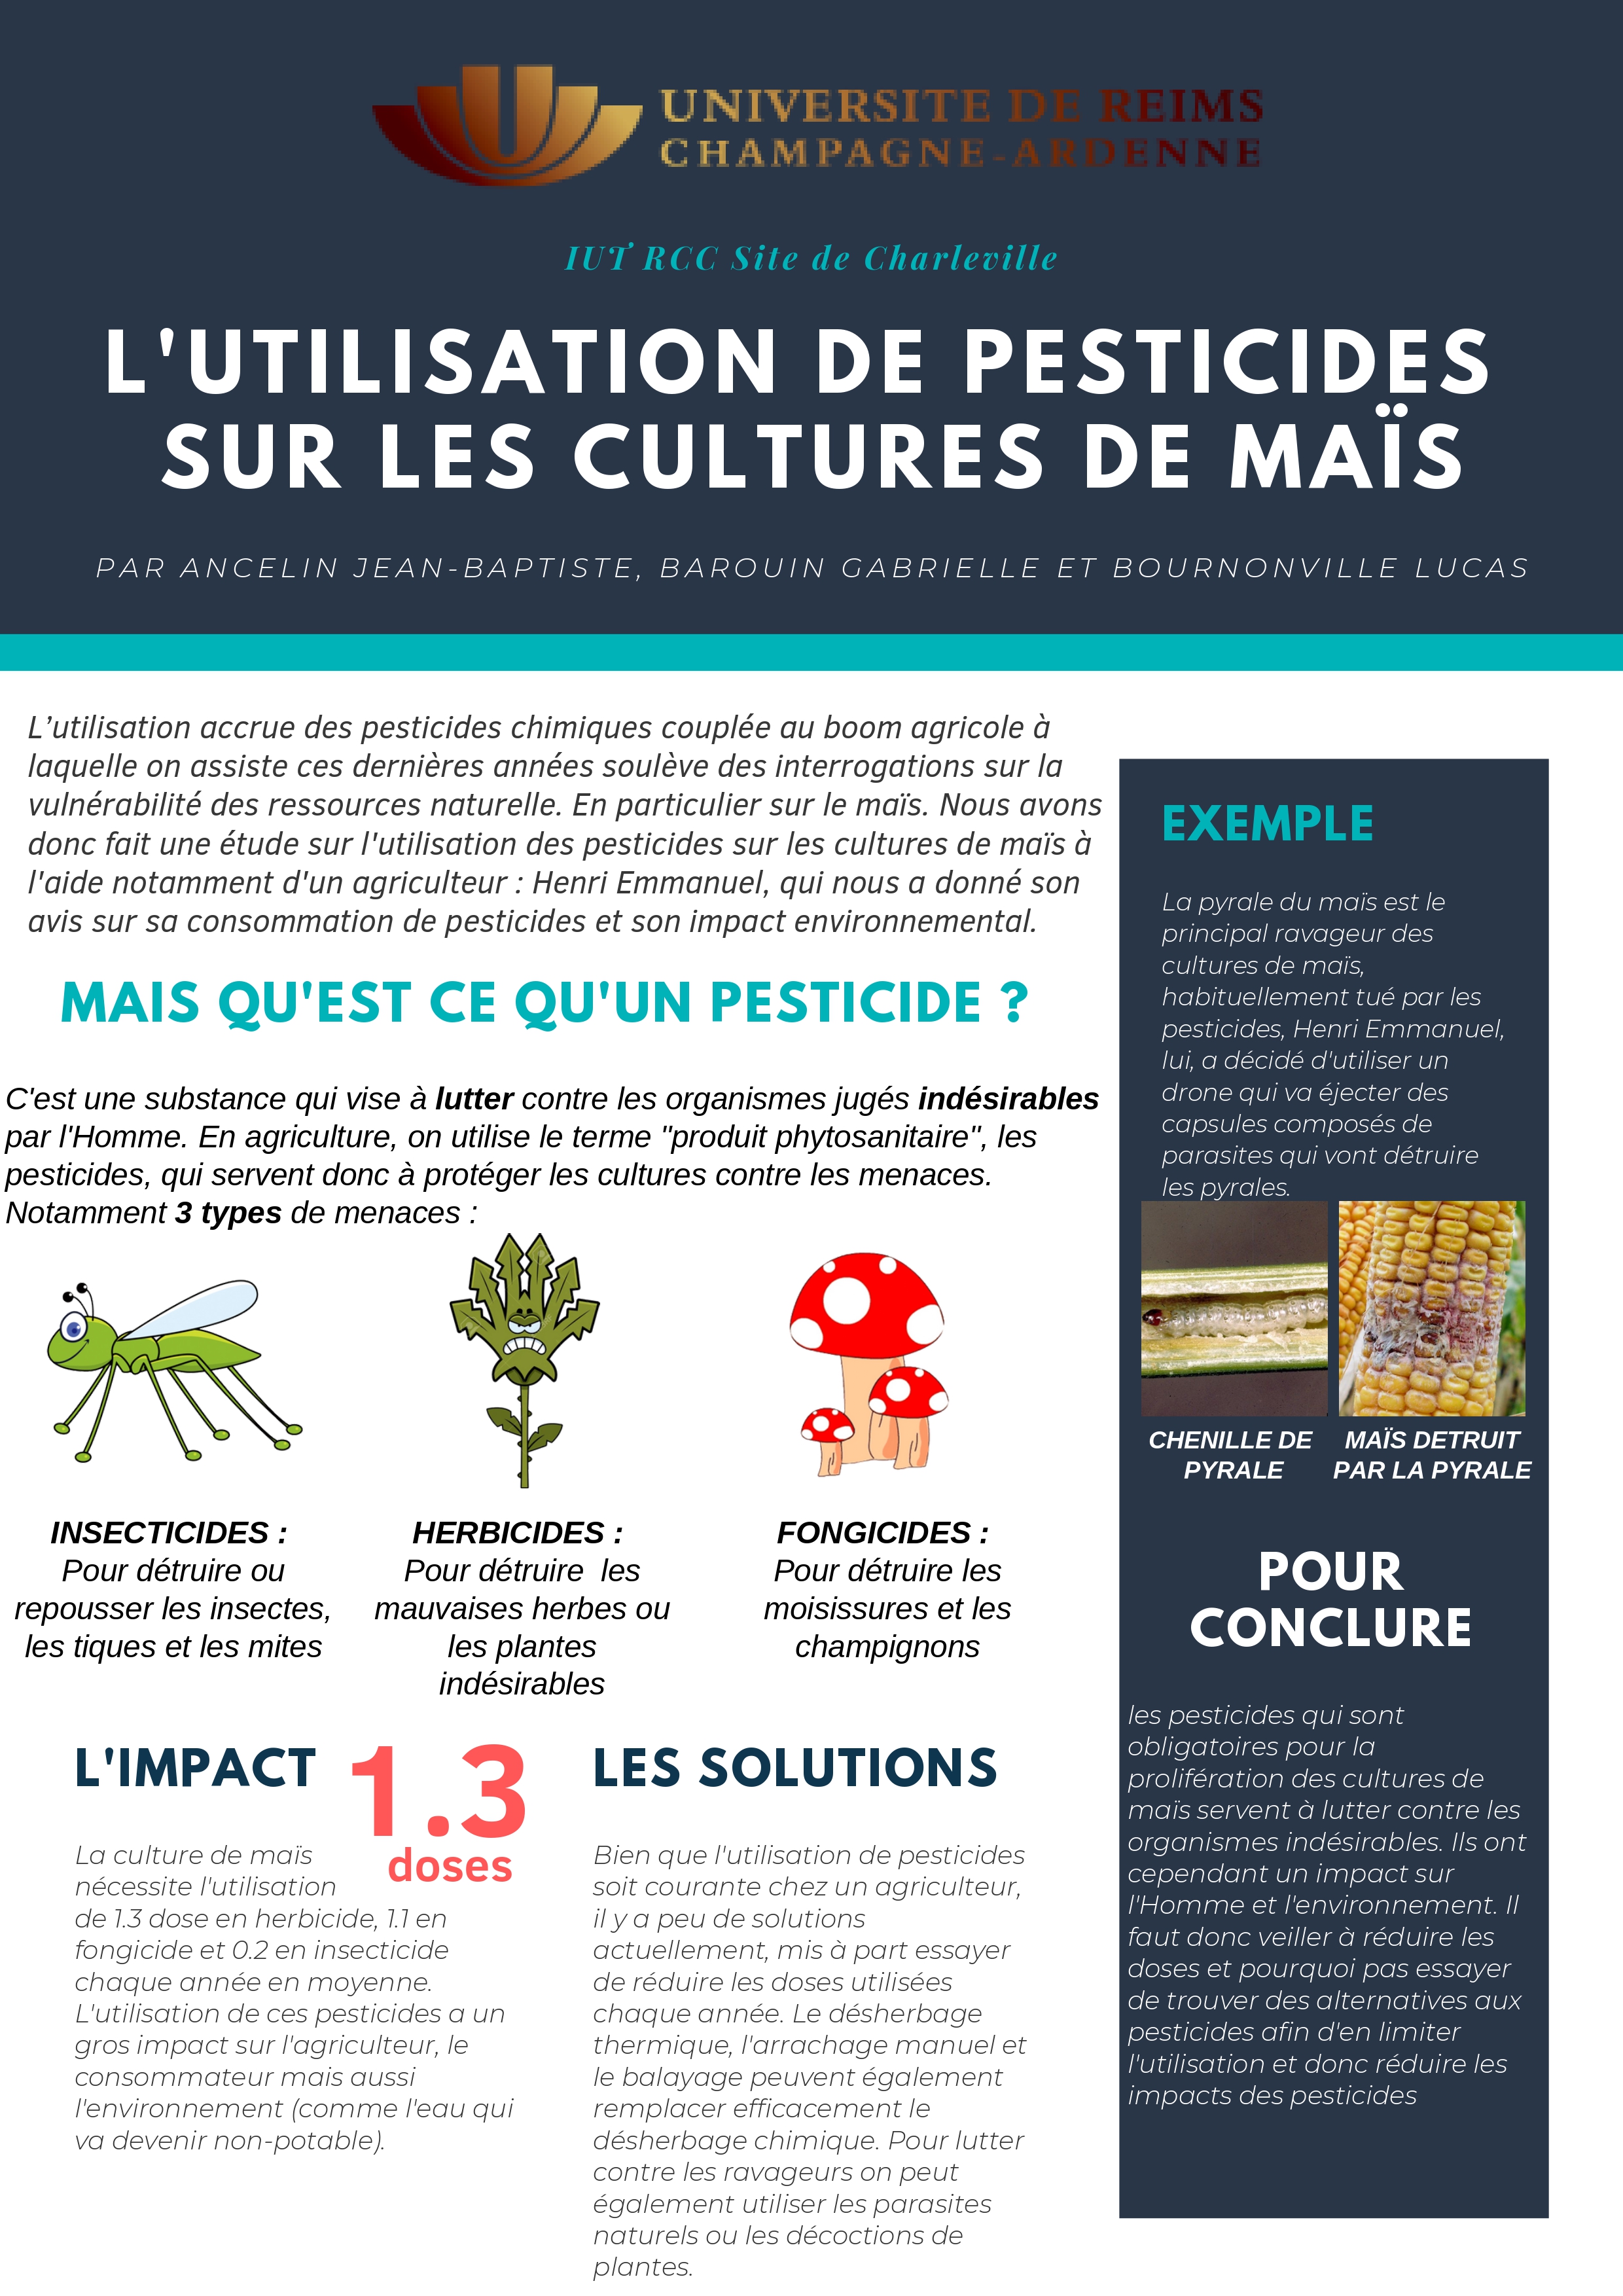 UNIVERSITE DE REIMS
CHAMPAGNE-ARDENNE
IUT RCC Site de Charleville
L'UTILISATION DE PESTICIDES
SUR LES CULTURES DE MAÏS
PAR ANCELIN JEAN-BAPTISTE, BAROUIN GABRIELLE ET BOURNONVILLE LUCAS
L’utilisation accrue des pesticides chimiques couplée au boom agricole à
laquelle on assiste ces dernières années soulève des interrogations sur la
vulnérabilité des ressources naturelle. En particulier sur le maïs. Nous avons
donc fait une étude sur l'utilisation des pesticides sur les cultures de maïs à
l'aide notamment d'un agriculteur : Henri Emmanuel, qui nous a donné son
avis sur sa consommation de pesticides et son impact environnemental.
MAIS QU'EST CE QU'UN PESTICIDE ?
C'est une substance qui vise à lutter contre les organismes jugés indésirables
par l'Homme. En agriculture, on utilise le terme "produit phytosanitaire", les
pesticides, qui servent donc à protéger les cultures contre les menaces.
Notamment 3 types de menaces :
INSECTICIDES :
Pour détruire ou
repousser les insectes,
les tiques et les mites
HERBICIDES :
Pour détruire  les
mauvaises herbes ou
les plantes
indésirables
FONGICIDES :
Pour détruire les
moisissures et les
champignons
L'IMPACT
1.3
doses
La culture de maïs
nécessite l'utilisation
de 1.3 dose en herbicide, 1.1 en
fongicide et 0.2 en insecticide
chaque année en moyenne.
L'utilisation de ces pesticides a un
gros impact sur l'agriculteur, le
consommateur mais aussi
l'environnement (comme l'eau qui
va devenir non-potable).
LES SOLUTIONS
Bien que l'utilisation de pesticides
soit courante chez un agriculteur,
il y a peu de solutions
actuellement, mis à part essayer
de réduire les doses utilisées
chaque année. Le désherbage
thermique, l'arrachage manuel et
le balayage peuvent également
remplacer efficacement le
désherbage chimique. Pour lutter
contre les ravageurs on peut
également utiliser les parasites
naturels ou les décoctions de
plantes.
EXEMPLE
La pyrale du maïs est le
principal ravageur des
cultures de maïs,
habituellement tué par les
pesticides, Henri Emmanuel,
lui, a décidé d'utiliser un
drone qui va éjecter des
capsules composés de
parasites qui vont détruire
les pyrales.
CHENILLE DE
PYRALE
MAÏS DETRUIT
PAR LA PYRALE
POUR
CONCLURE
les pesticides qui sont
obligatoires pour la
prolifération des cultures de
maïs servent à lutter contre les
organismes indésirables. Ils ont
cependant un impact sur
l'Homme et l'environnement. Il
faut donc veiller à réduire les
doses et pourquoi pas essayer
de trouver des alternatives aux
pesticides afin d'en limiter
l'utilisation et donc réduire les
impacts des pesticides